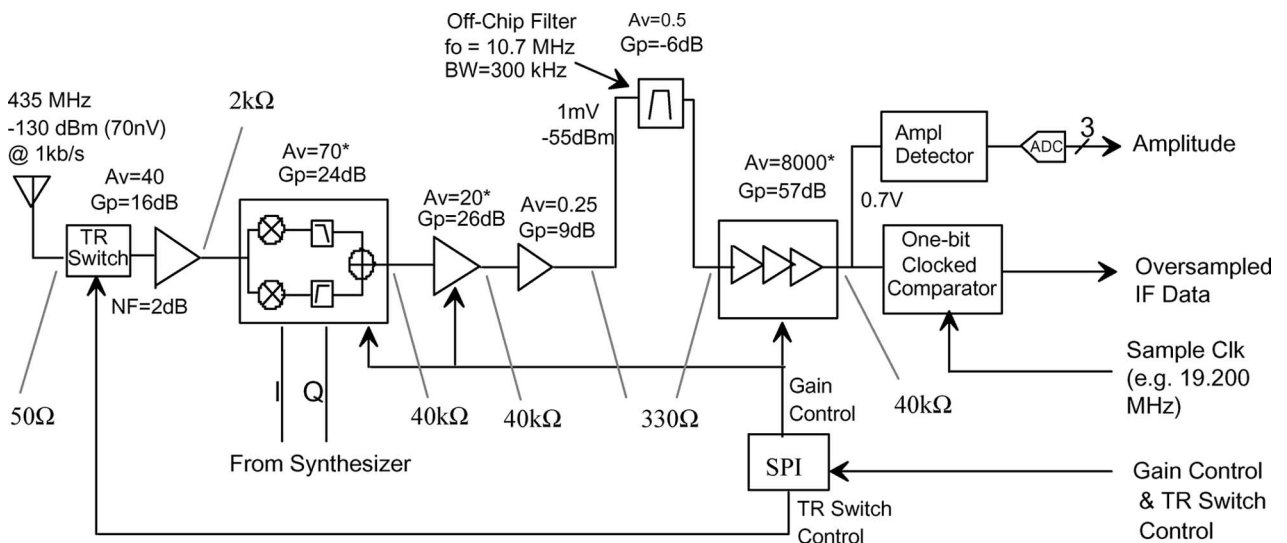 Off-Chip Filter
fo = 10.7 MHz
BW=300 kHz
Av=0.5
Gp=-6dB
435 MHz
-130 dBm (70nV)
@ 1kb/s
2kΩ
1mV
-55dBm
Av=40
Gp=16dB
Av=70*
Gp=24dB
Av=20*
Gp=26dB
Av=0.25
Gp=9dB
Av=8000*
Gp=57dB
Ampl
Detector
ADC
3
Amplitude
0.7V
TR
Switch
NF=2dB
One-bit
Clocked
Comparator
Oversampled
IF Data
50Ω
I
Q
40kΩ
40kΩ
330Ω
Gain
Control
40kΩ
Sample Clk
(e.g. 19.200
MHz)
From Synthesizer
SPI
Gain Control
& TR Switch
Control
TR Switch
Control